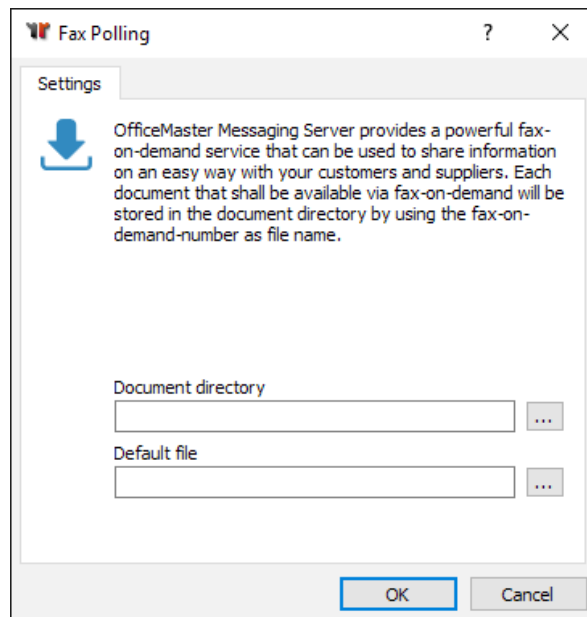 Fax Polling
?
Settings
OfficeMaster Messaging Server provides a powerful fax-
on-demand service that can be used to share information
on an easy way with your customers and suppliers. Each
document that shall be available via fax-on-demand will be
stored in the document directory by using the fax-on-
demand-number as file name.
Document directory
...
Default file
...
OK
Cancel